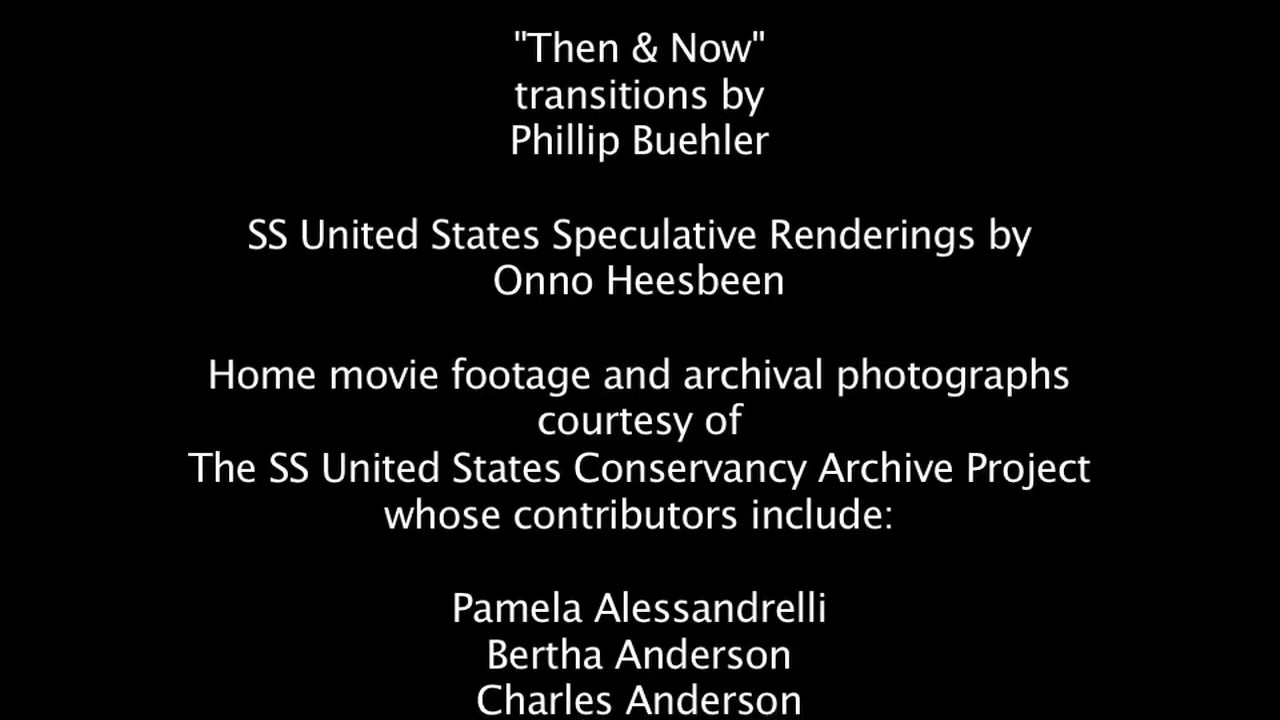 "Then & Now"
transitions by
Phillip Buehler
SS United States Speculative Renderings by
Onno Heesbeen
Home movie footage and archival photographs
courtesy of
The SS United States Conservancy Archive Project
whose contributors include:
Pamela Alessandrelli
Bertha Anderson
Charles Anderson